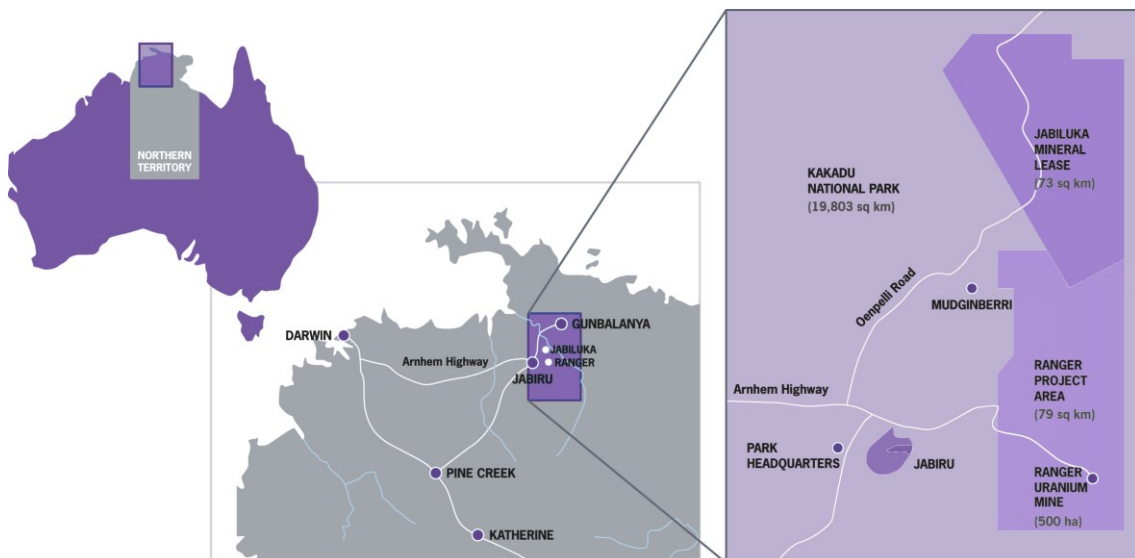 NORTHERN
TERRITORY
DARWIN
Arnhem Highway
GUNBALANYA
JABILUKA
RANGER
JABIRU
PINE CREEK
KATHERINE
KAKADU
NATIONAL PARK
(19,803 sq km)
JABILUKA
MINERAL
LEASE
(73 sq km)
Oenpelli Road
MUDGINBERRI
Arnhem Highway
RANGER
PROJECT
AREA
(79 sq km)
PARK
HEADQUARTERS
JABIRU
RANGER
URANIUM
MINE
(500 ha)